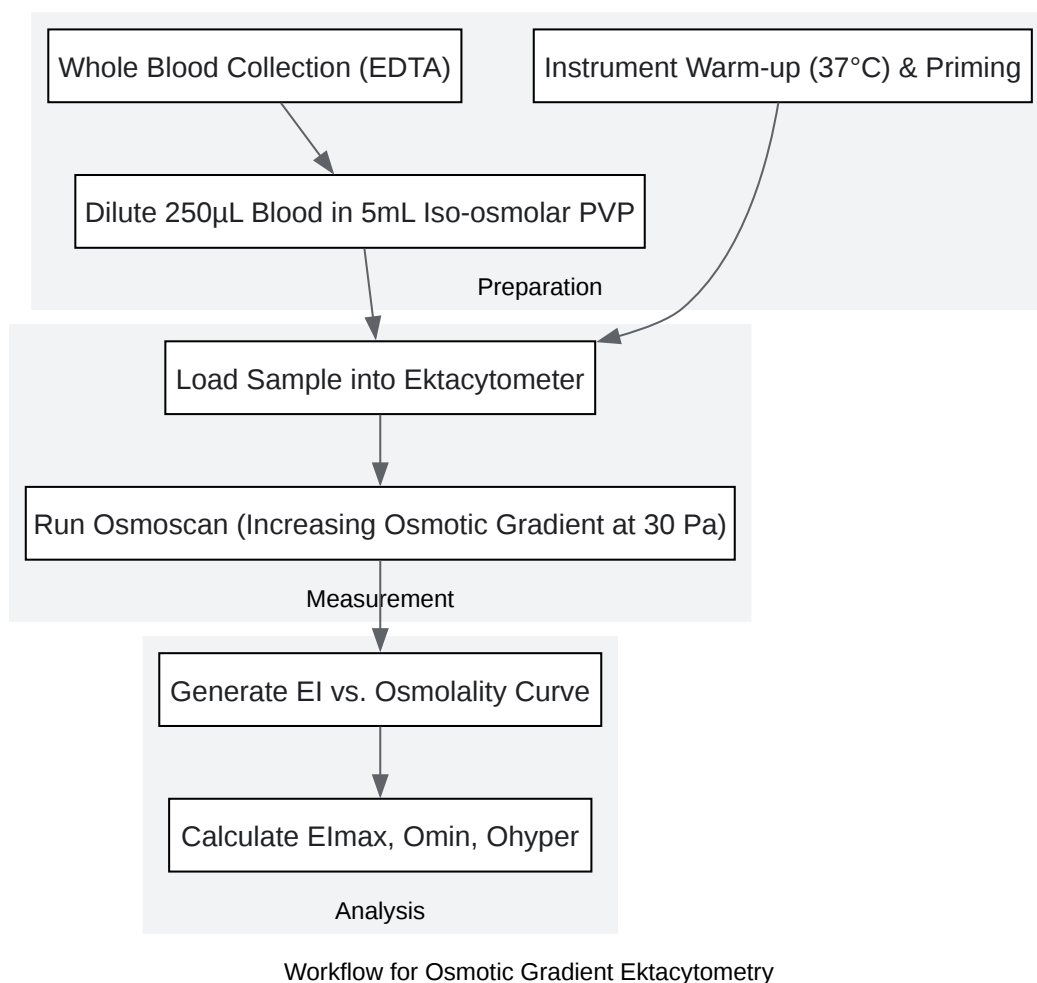 Whole Blood Collection (EDTA)
Instrument Warm-up (37°C) & Priming
Dilute 250µL Blood in 5mL Iso-osmolar PVP
Preparation
Load Sample into Ektacytometer
Run Osmoscan (Increasing Osmotic Gradient at 30 Pa)
Measurement
Generate EI vs. Osmolality Curve
Calculate EImax, Omin, Ohyper
Analysis
Workflow for Osmotic Gradient Ektacytometry